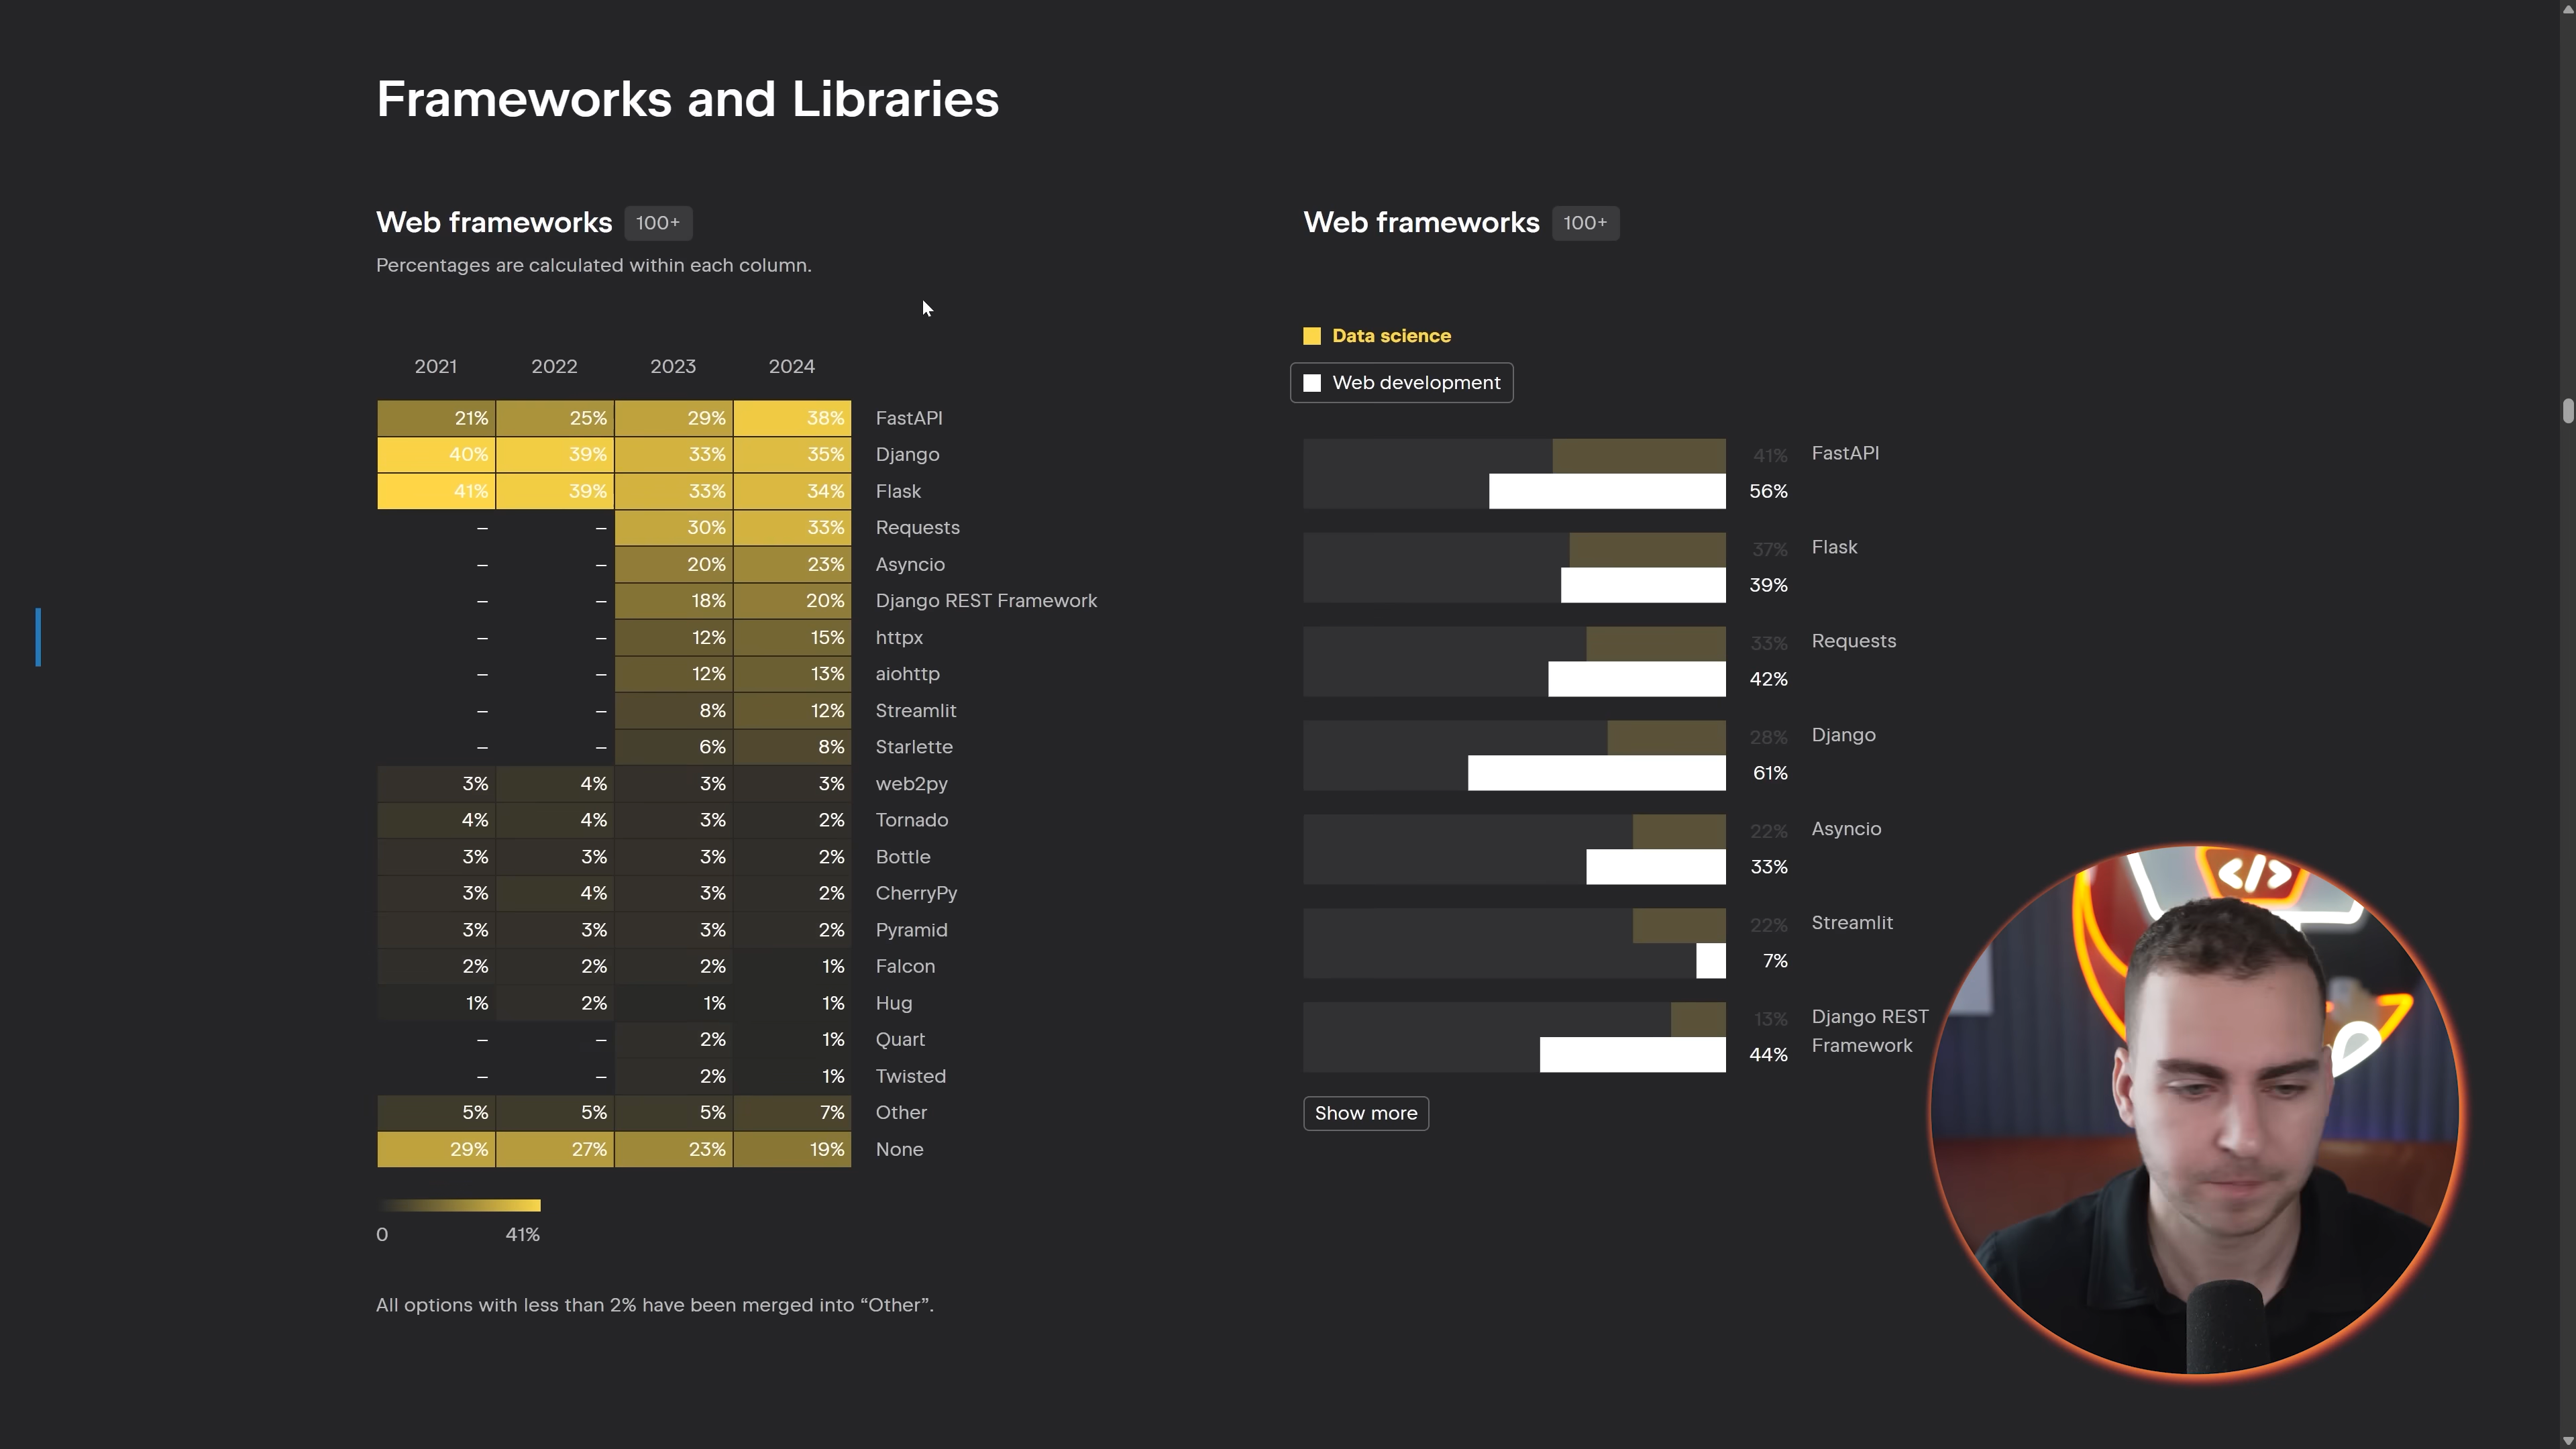 Frameworks and Libraries
Web frameworks 100+
Percentages are calculated within each column.
2021 2022 2023 2024
21% 25% 29% 38% FastAPI
40% 39% 33% 35% Django
41% 39% 33% 34% Flask
– – 30% 33% Requests
– – 20% 23% Asyncio
– – 18% 20% Django REST Framework
– – 12% 15% httpx
– – 12% 13% aiohttp
– – 8% 12% Streamlit
– – 6% 8% Starlette
3% 4% 3% 3% web2py
4% 4% 3% 2% Tornado
3% 3% 3% 2% Bottle
3% 4% 3% 2% CherryPy
3% 3% 3% 2% Pyramid
2% 2% 2% 1% Falcon
1% 2% 1% 1% Hug
– – 2% 1% Quart
– – 2% 1% Twisted
5% 5% 5% 7% Other
29% 27% 23% 19% None
0 41%
All options with less than 2% have been merged into “Other”.
Web frameworks 100+
Data science
Web development
41% FastAPI
56%
37% Flask
39%
33% Requests
42%
28% Django
61%
22% Asyncio
33%
22% Streamlit
7%
13% Django REST
Framework
44%
Show more
</>